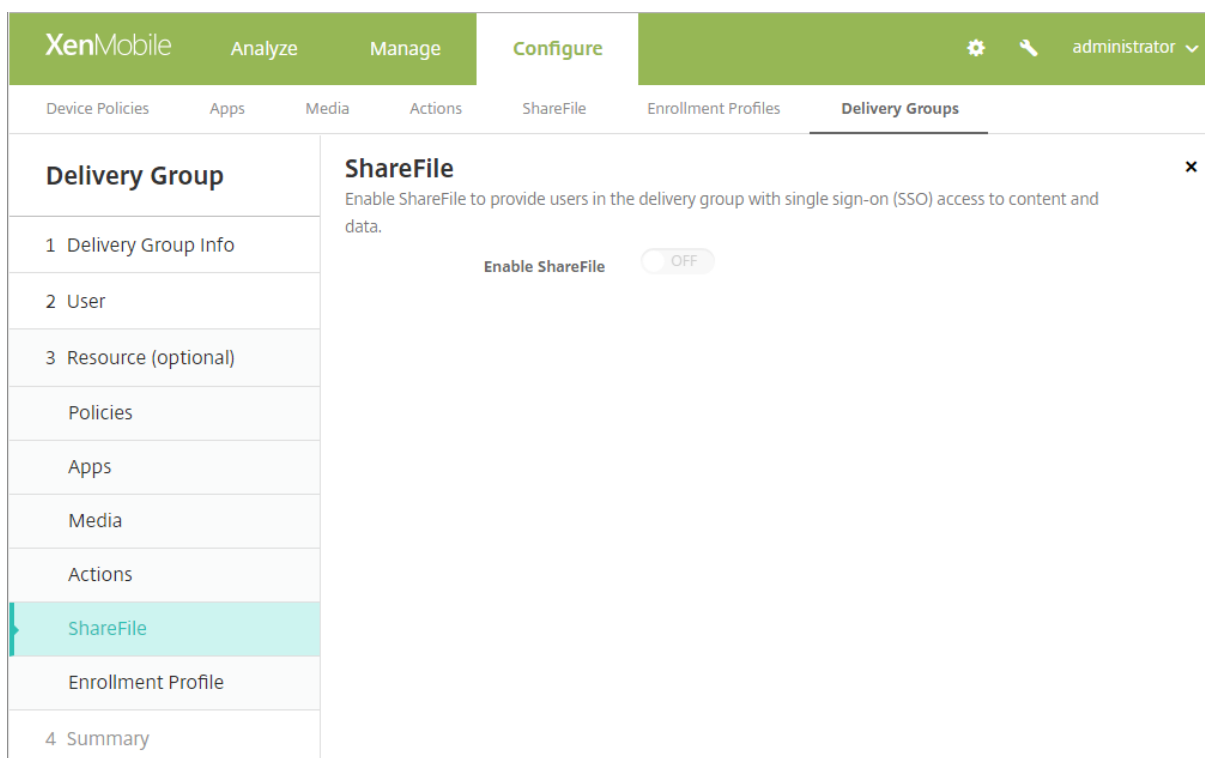 XenMobile Analyze Manage Configure administrator
Device Policies Apps Media Actions ShareFile Enrollment Profiles Delivery Groups
Delivery Group
1 Delivery Group Info
2 User
3 Resource (optional)
Policies
Apps
Media
Actions
ShareFile
Enrollment Profile
4 Summary
ShareFile
Enable ShareFile to provide users in the delivery group with single sign-on (SSO) access to content and
data.
Enable ShareFile OFF